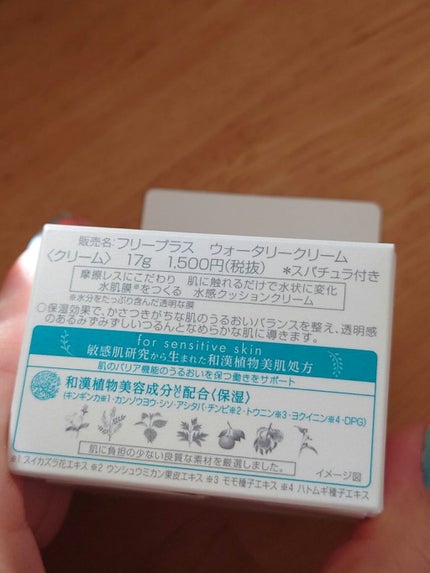 販売名:フリープラス ウォータリークリーム
〈クリーム〉 17g 1,500円(税抜) *スパチュラ付き
摩擦レスにこだわり 肌に触れるだけで水状に変化
水肌膜※をつくる 水感クッションクリーム
※水分をたっぷり含んだ透明な膜
○保湿効果で、かさつきがちな肌のうるおいバランスを整え、透明感
のあるみずみずしいつるんとなめらかな肌に導きます。
for sensitive skin
敏感肌研究から生まれた和漢植物美肌処方
肌のバリア機能のうるおいを保つ働きをサポート
和漢植物美容成分など配合〈保湿〉
(キンギンカ※1・カンゾウヨウ・シソ・アシタバ・チンピ※2・トウニン※3・ヨクイニン※4・DPG)
肌に負担の少ない良質な素材を厳選しました。
イメージ図
※1 スイカズラ花エキス ※2 ウンシュウミカン果皮エキス ※3 モモ種子エキス ※4 ハトムギ種子エキス